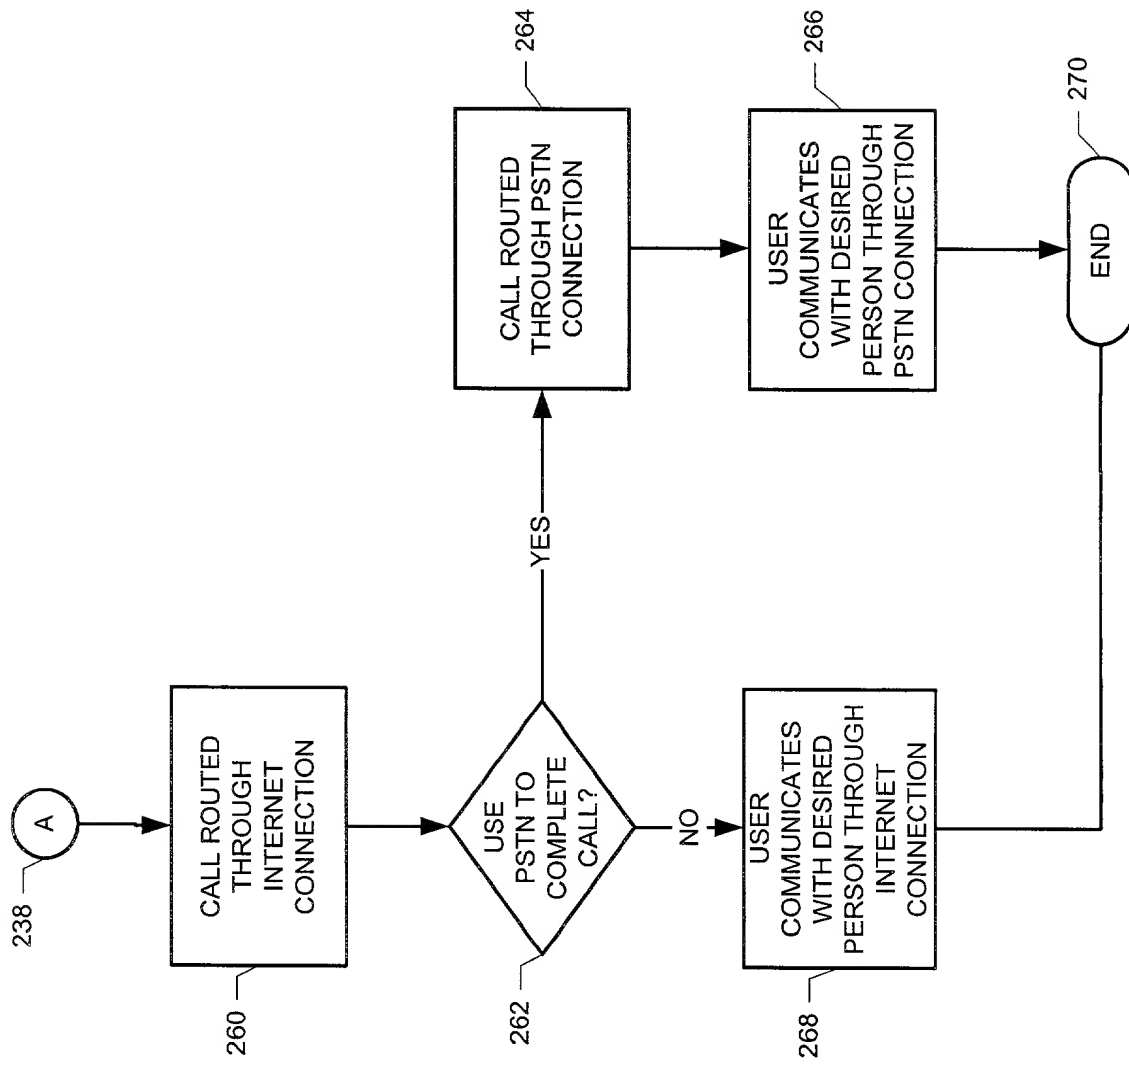 238
A
260
CALL ROUTED
THROUGH
INTERNET
CONNECTION
262
USE
PSTN TO
COMPLETE
CALL?
YES
264
CALL ROUTED
THROUGH PSTN
CONNECTION
266
USER
COMMUNICATES
WITH DESIRED
PERSON THROUGH
PSTN CONNECTION
NO
268
USER
COMMUNICATES
WITH DESIRED
PERSON THROUGH
INTERNET
CONNECTION
270
END